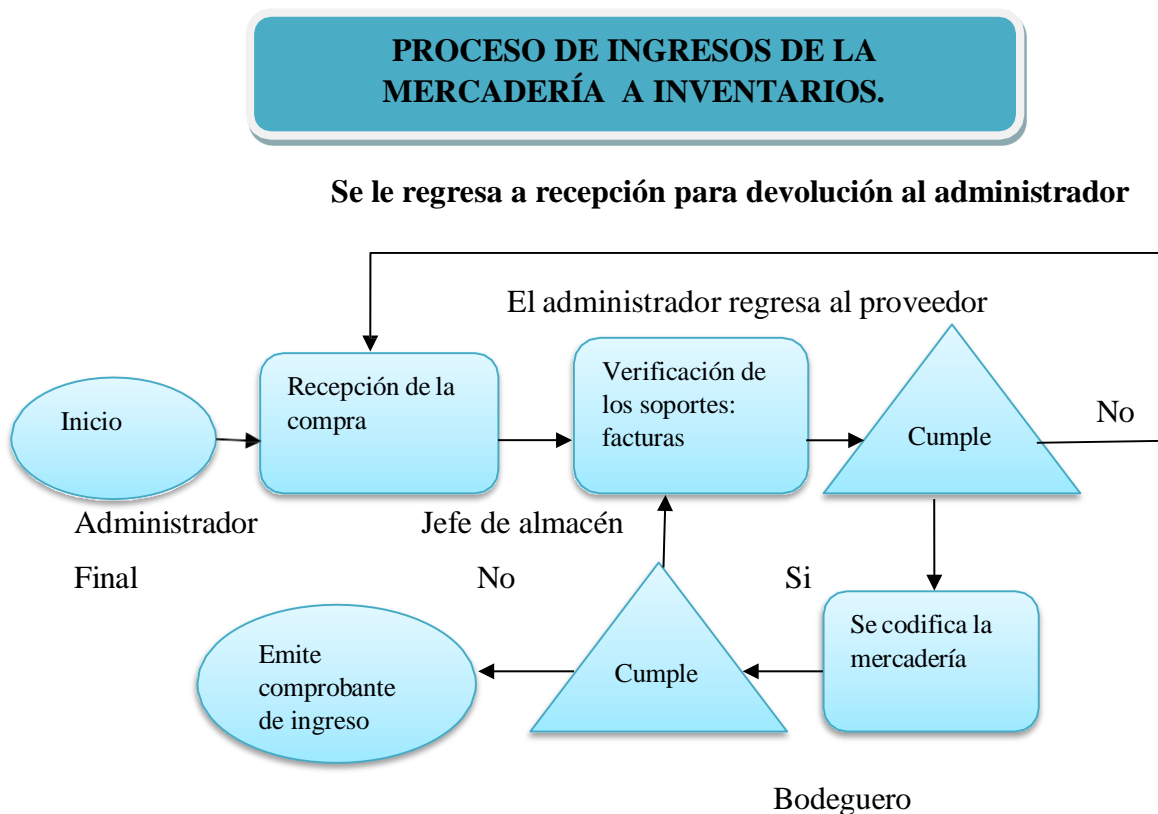 PROCESO DE INGRESOS DE LA
MERCADERÍA A INVENTARIOS.
Se le regresa a recepción para devolución al administrador
El administrador regresa al proveedor
Inicio
Recepción de la
compra
Verificación de
los soportes:
facturas
Cumple
No
Administrador
Jefe de almacén
Final
No
Si
Emite
comprobante
de ingreso
Cumple
Se codifica la
mercadería
Bodeguero